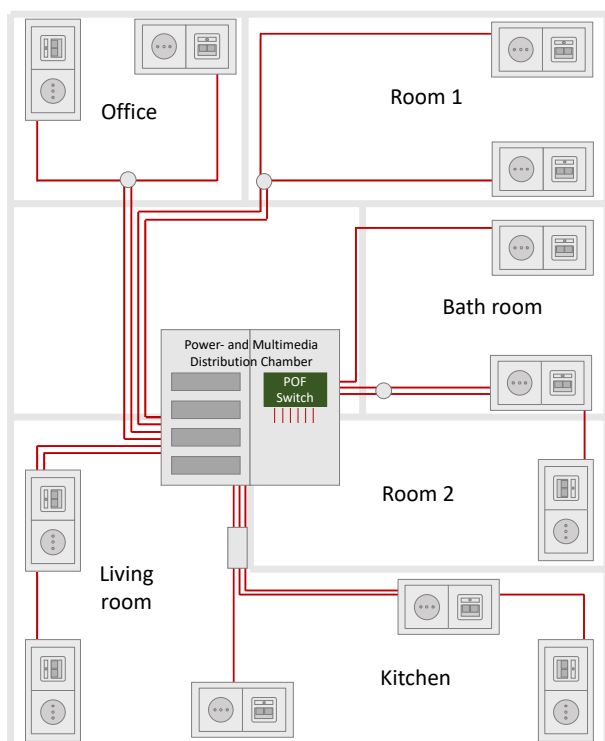 Office
Room 1
Bath room
Power- and Multimedia
Distribution Chamber
POF
Switch
Room 2
Living
room
Kitchen